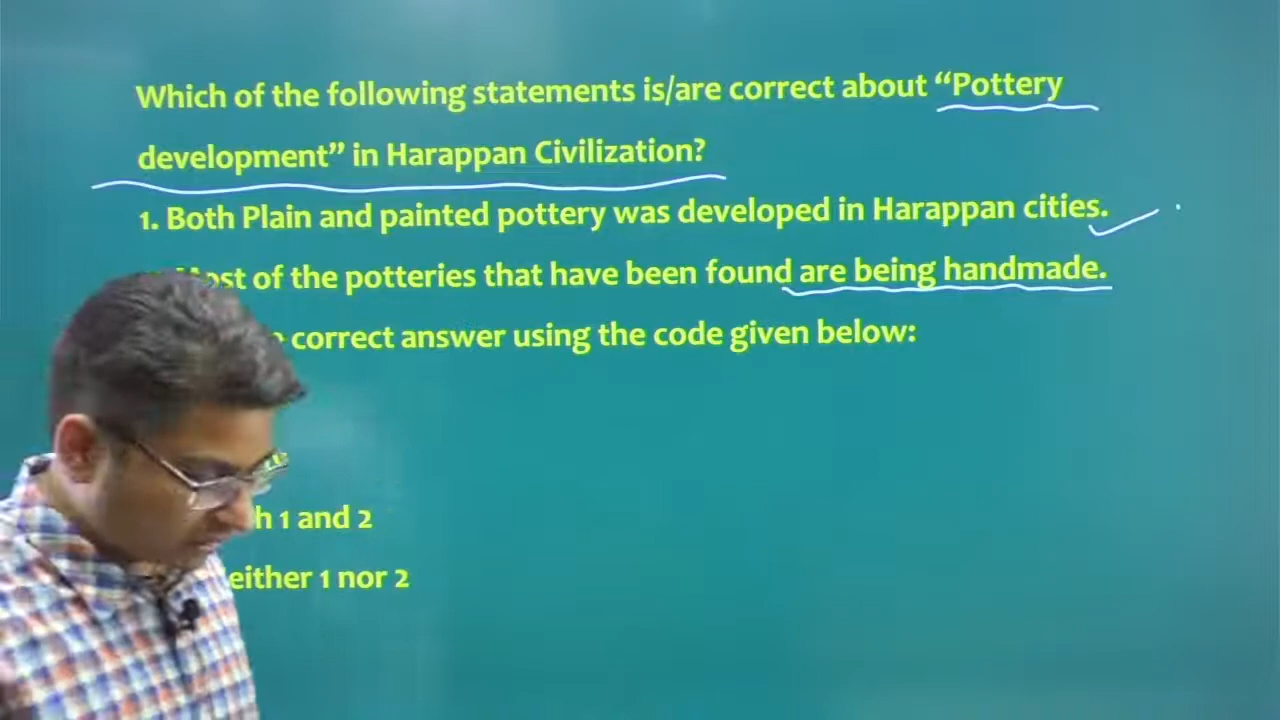 Which of the following statements is/are correct about “Pottery
development” in Harappan Civilization?
1. Both Plain and painted pottery was developed in Harappan cities.
of the potteries that have been found are being handmade.
correct answer using the code given below:
1 and 2
1 nor 2